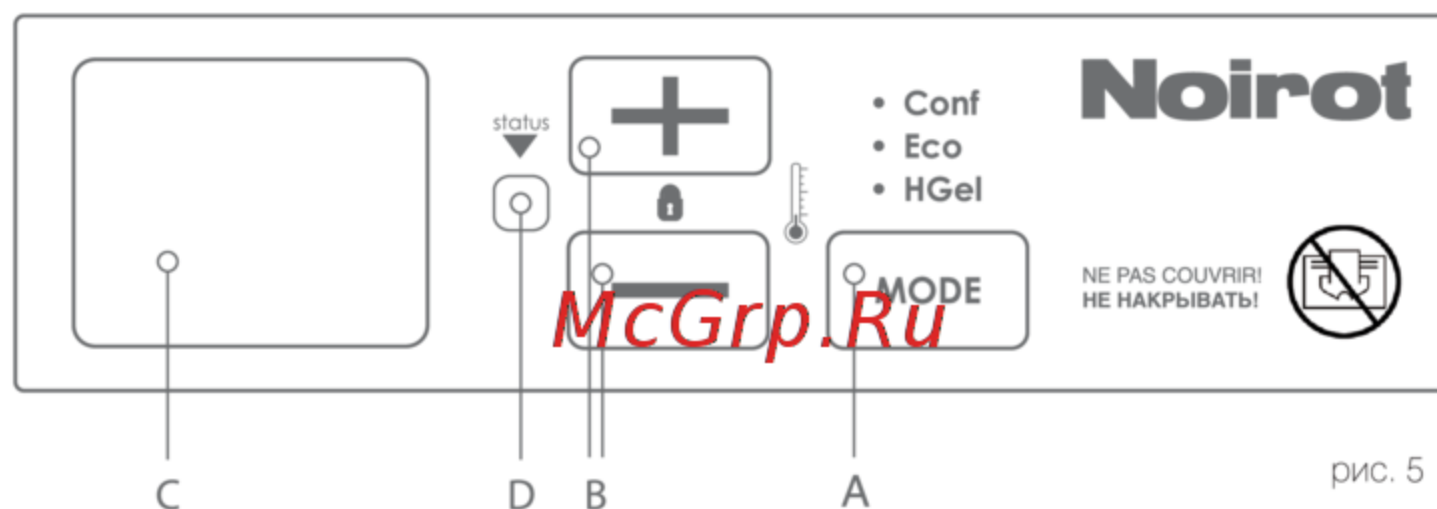 status
• Conf
• Eco
• HGel
Noirot
MODE
NE PAS COUVRIR!
НЕ НАКРЫВАТЬ!
McGrp.Ru
C
D
B
A
рис. 5